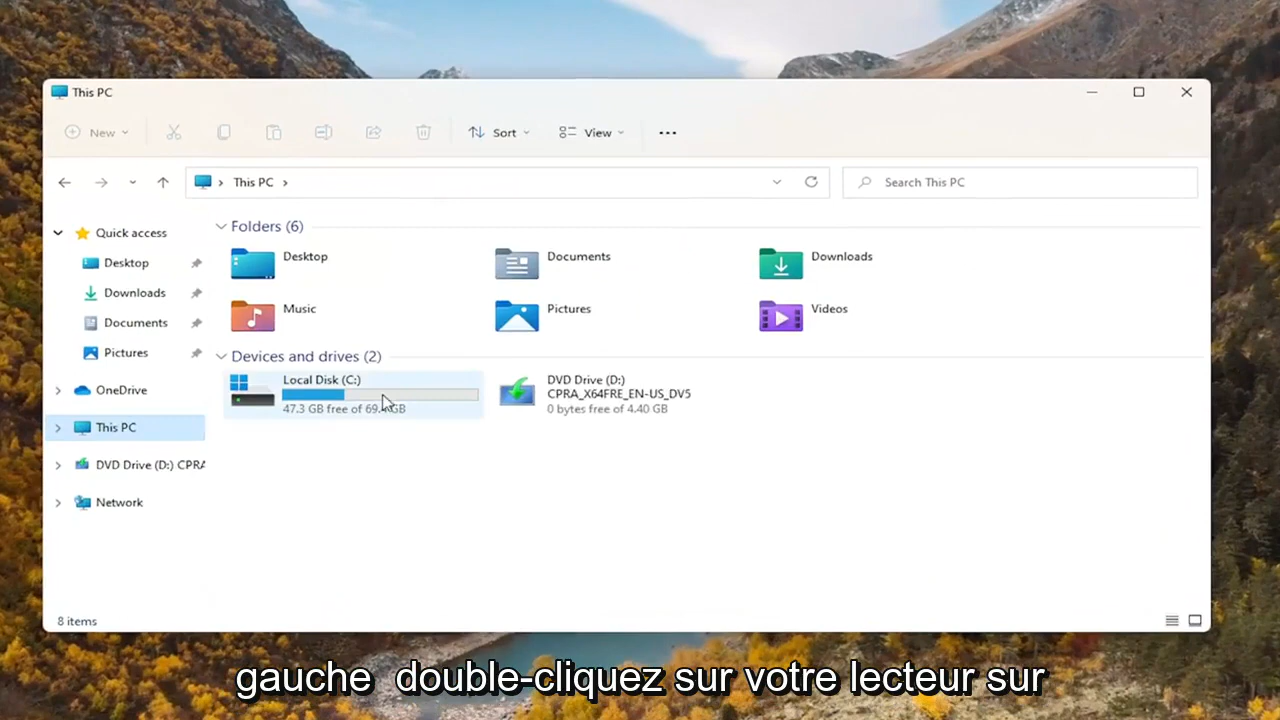 This PC
New
Sort
View
This PC
Search This PC
Quick access
Desktop
Downloads
Documents
Pictures
OneDrive
This PC
DVD Drive (D:) CPRA
Network
Folders (6)
Desktop
Documents
Downloads
Music
Pictures
Videos
Devices and drives (2)
Local Disk (C:)
47.3 GB free of 69. GB
DVD Drive (D:)
CPRA_X64FRE_EN-US_DV5
0 bytes free of 4.40 GB
8 items
gauche double-cliquez sur votre lecteur sur